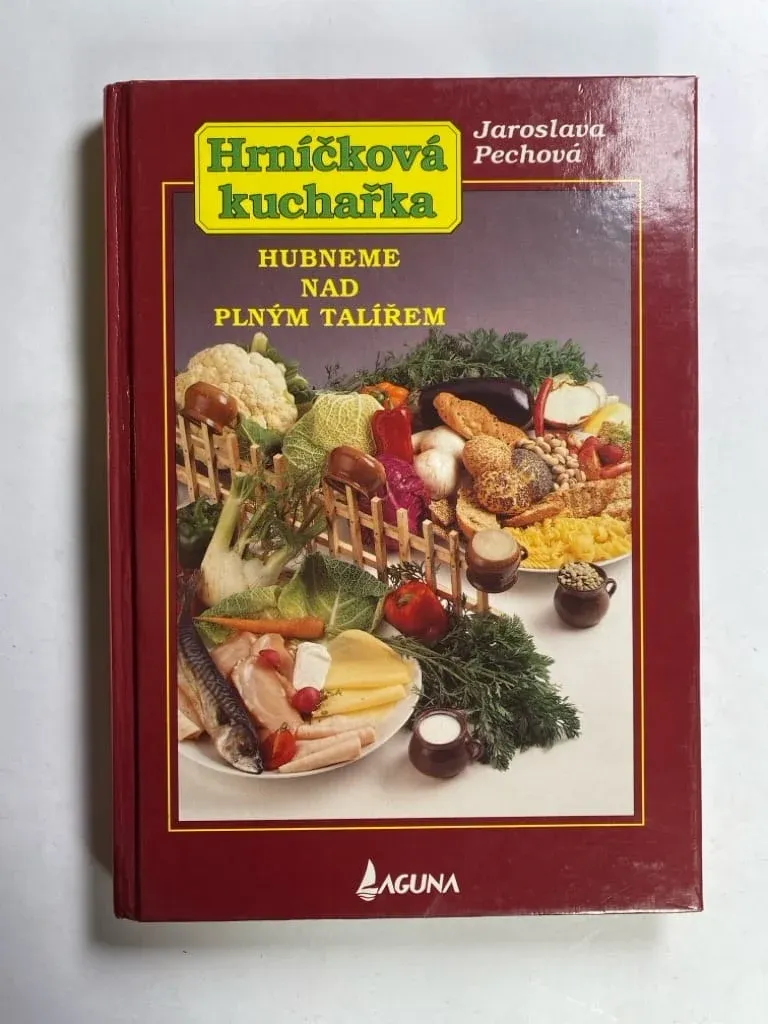 Hrníčková
kuchařka
Jaroslava
Pechová
HUBNEME
NAD
PLNÝM TALÍŘEM
LAGUNA